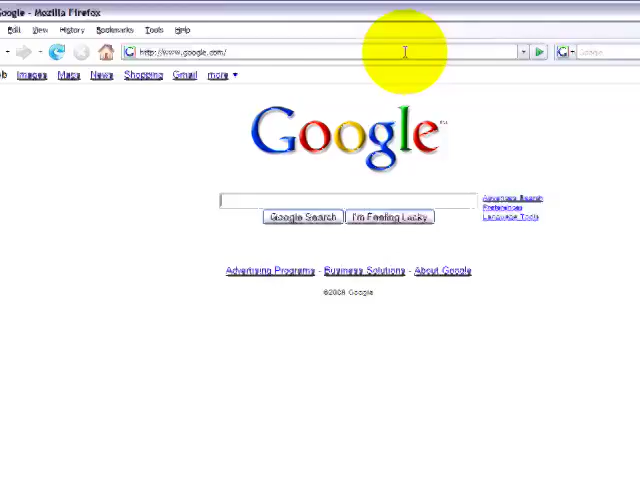 Google - Mozilla Firefox
Edit View History Bookmarks Tools Help
http://www.google.com/ Google
Images Maps News Shopping Gmail more
Google
Advanced Search
Preferences
Google Search I'm Feeling Lucky Language Tools
Advertising Programs - Business Solutions - About Google
©2008 Google